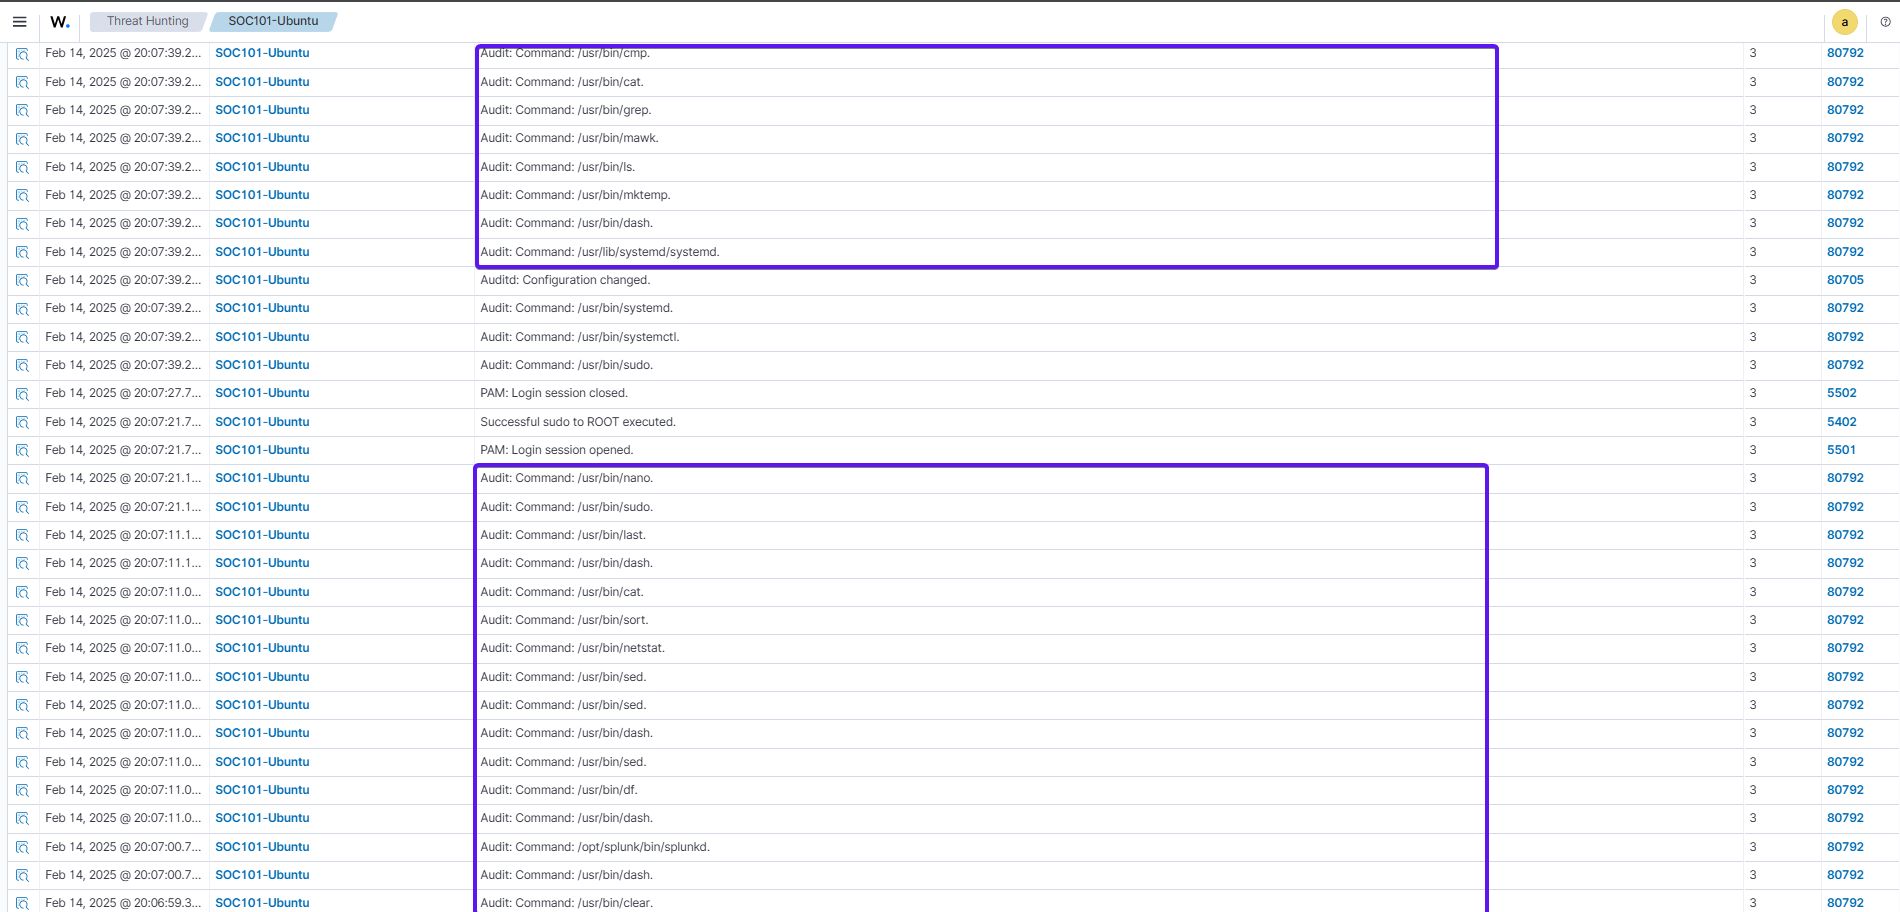 W. Threat Hunting SOC101-Ubuntu a
Feb 14, 2025 @ 20:07:39.2... SOC101-Ubuntu Audit: Command: /usr/bin/cmp. 3 80792
Feb 14, 2025 @ 20:07:39.2... SOC101-Ubuntu Audit: Command: /usr/bin/cat. 3 80792
Feb 14, 2025 @ 20:07:39.2... SOC101-Ubuntu Audit: Command: /usr/bin/grep. 3 80792
Feb 14, 2025 @ 20:07:39.2... SOC101-Ubuntu Audit: Command: /usr/bin/mawk. 3 80792
Feb 14, 2025 @ 20:07:39.2... SOC101-Ubuntu Audit: Command: /usr/bin/ls. 3 80792
Feb 14, 2025 @ 20:07:39.2... SOC101-Ubuntu Audit: Command: /usr/bin/mktemp. 3 80792
Feb 14, 2025 @ 20:07:39.2... SOC101-Ubuntu Audit: Command: /usr/bin/dash. 3 80792
Feb 14, 2025 @ 20:07:39.2... SOC101-Ubuntu Audit: Command: /usr/lib/systemd/systemd. 3 80792
Feb 14, 2025 @ 20:07:39.2... SOC101-Ubuntu Auditd: Configuration changed. 3 80705
Feb 14, 2025 @ 20:07:39.2... SOC101-Ubuntu Audit: Command: /usr/bin/systemd. 3 80792
Feb 14, 2025 @ 20:07:39.2... SOC101-Ubuntu Audit: Command: /usr/bin/systemctl. 3 80792
Feb 14, 2025 @ 20:07:39.2... SOC101-Ubuntu Audit: Command: /usr/bin/sudo. 3 80792
Feb 14, 2025 @ 20:07:27.7... SOC101-Ubuntu PAM: Login session closed. 3 5502
Feb 14, 2025 @ 20:07:21.7... SOC101-Ubuntu Successful sudo to ROOT executed. 3 5402
Feb 14, 2025 @ 20:07:21.7... SOC101-Ubuntu PAM: Login session opened. 3 5501
Feb 14, 2025 @ 20:07:21.1... SOC101-Ubuntu Audit: Command: /usr/bin/nano. 3 80792
Feb 14, 2025 @ 20:07:21.1... SOC101-Ubuntu Audit: Command: /usr/bin/sudo. 3 80792
Feb 14, 2025 @ 20:07:11.1... SOC101-Ubuntu Audit: Command: /usr/bin/last. 3 80792
Feb 14, 2025 @ 20:07:11.1... SOC101-Ubuntu Audit: Command: /usr/bin/dash. 3 80792
Feb 14, 2025 @ 20:07:11.0... SOC101-Ubuntu Audit: Command: /usr/bin/cat. 3 80792
Feb 14, 2025 @ 20:07:11.0... SOC101-Ubuntu Audit: Command: /usr/bin/sort. 3 80792
Feb 14, 2025 @ 20:07:11.0... SOC101-Ubuntu Audit: Command: /usr/bin/netstat. 3 80792
Feb 14, 2025 @ 20:07:11.0... SOC101-Ubuntu Audit: Command: /usr/bin/sed. 3 80792
Feb 14, 2025 @ 20:07:11.0... SOC101-Ubuntu Audit: Command: /usr/bin/sed. 3 80792
Feb 14, 2025 @ 20:07:11.0... SOC101-Ubuntu Audit: Command: /usr/bin/dash. 3 80792
Feb 14, 2025 @ 20:07:11.0... SOC101-Ubuntu Audit: Command: /usr/bin/sed. 3 80792
Feb 14, 2025 @ 20:07:11.0... SOC101-Ubuntu Audit: Command: /usr/bin/df. 3 80792
Feb 14, 2025 @ 20:07:11.0... SOC101-Ubuntu Audit: Command: /usr/bin/dash. 3 80792
Feb 14, 2025 @ 20:07:00.7... SOC101-Ubuntu Audit: Command: /opt/splunk/bin/splunkd. 3 80792
Feb 14, 2025 @ 20:07:00.7... SOC101-Ubuntu Audit: Command: /usr/bin/dash. 3 80792
Feb 14, 2025 @ 20:06:59.3... SOC101-Ubuntu Audit: Command: /usr/bin/clear. 3 80792